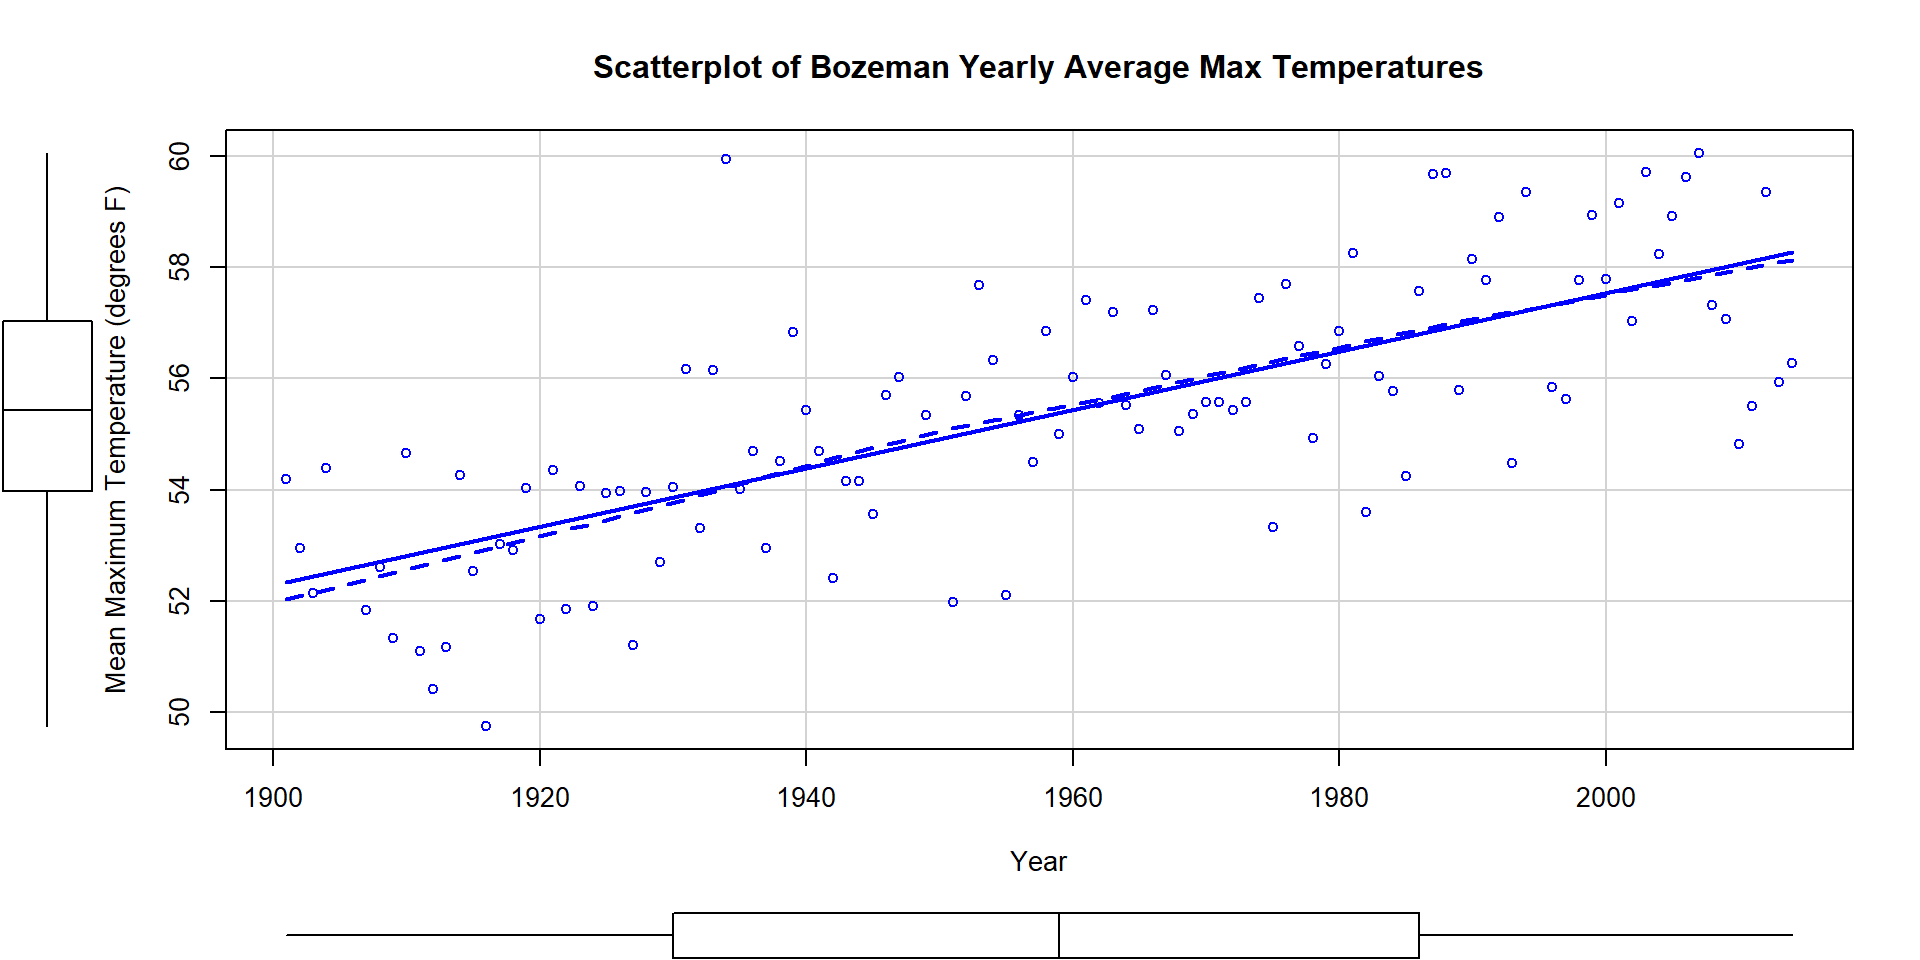 Scatterplot of Bozeman Yearly Average Max Temperatures
Mean Maximum Temperature (degrees F)
60
58
56
54
52
50
1900 1920 1940 1960 1980 2000
Year